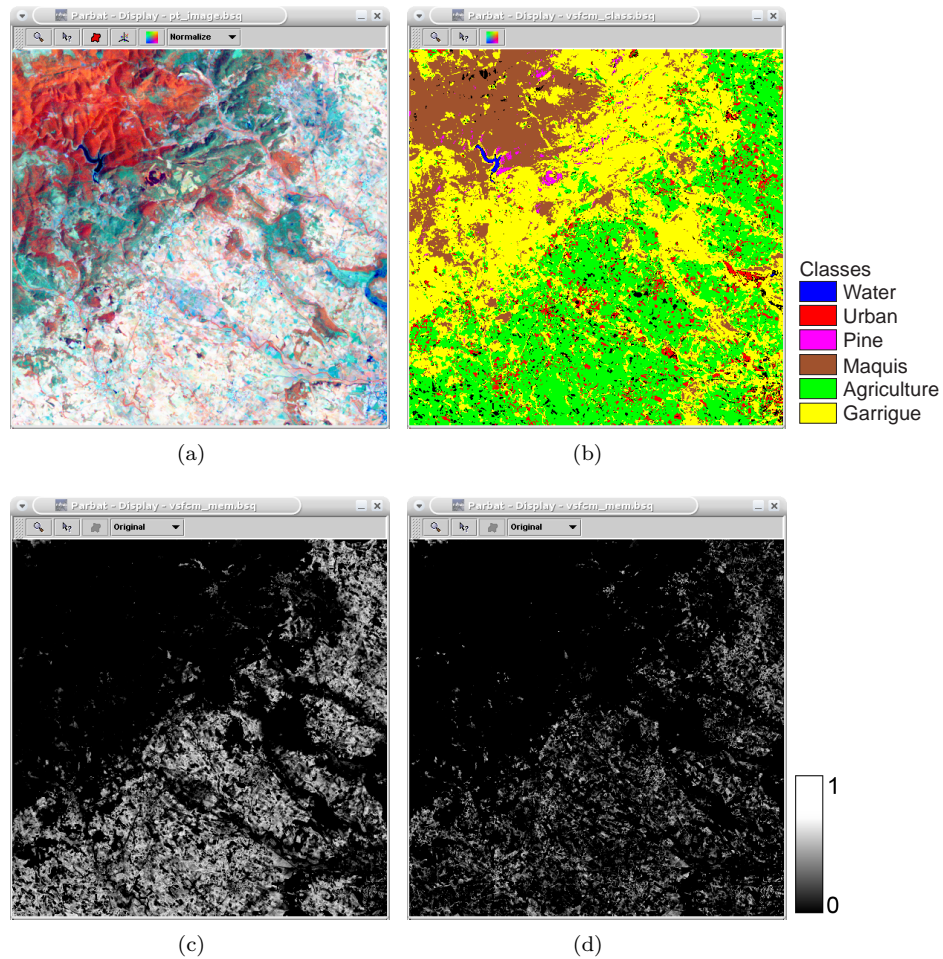 Parbat - Display - pt_image.bsq
Normalize
Parbat - Display - vsfcm_class.bsq
Classes
Water
Urban
Pine
Maquis
Agriculture
Garrigue
(a)
(b)
Parbat - Display - vsfcm_mem.bsq
Original
Parbat - Display - vsfcm_mem.bsq
Original
1
0
(c)
(d)